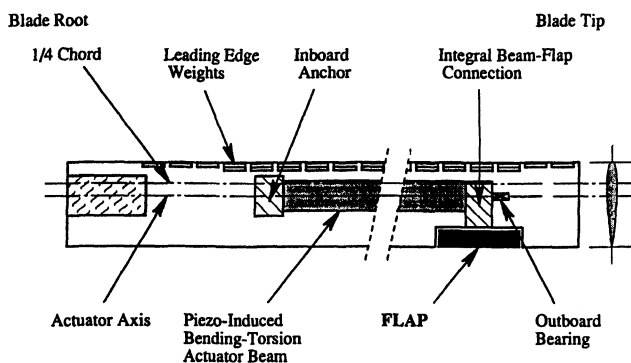 Blade Root
Blade Tip
1/4 Chord
Leading Edge
Weights
Inboard
Anchor
Integral Beam-Flap
Connection
Actuator Axis
Piezo-Induced
Bending-Torsion
Actuator Beam
FLAP
Outboard
Bearing